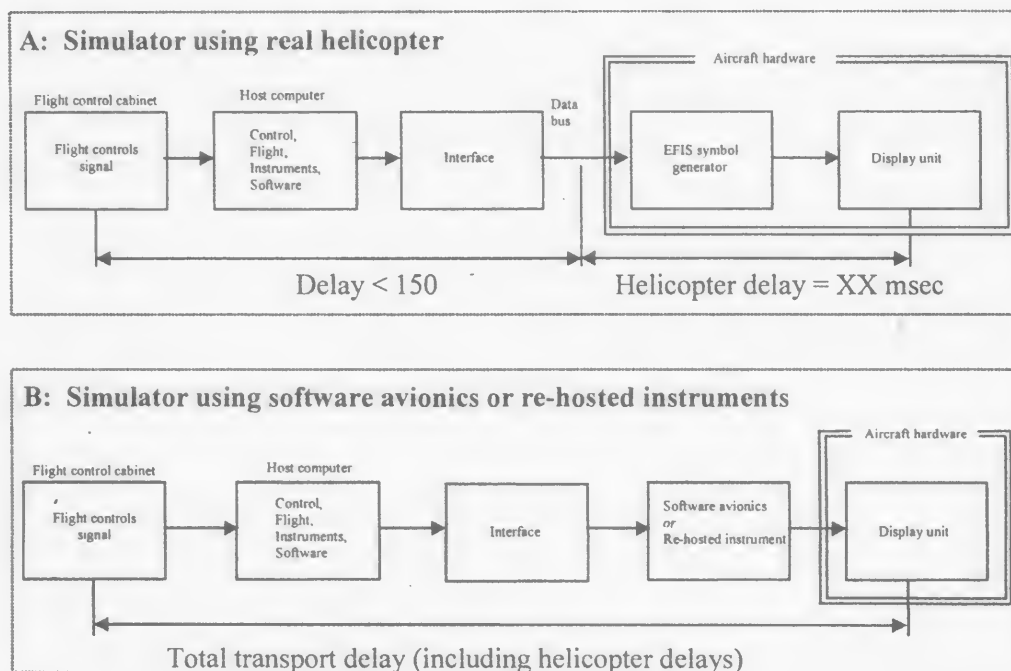 A: Simulator using real helicopter
Aircraft hardware
Flight control cabinet
Host computer
Data
bus
Flight controls
signal
Control,
Flight,
Instruments,
Software
Interface
EFIS symbol
generator
Display unit
Delay < 150
Helicopter delay = XX msec
B: Simulator using software avionics or re-hosted instruments
Aircraft hardware
Flight control cabinet
Host computer
Flight controls
signal
Control,
Flight,
Instruments,
Software
Interface
Software avionics
or
Re-hosted instrument
Display unit
Total transport delay (including helicopter delays)